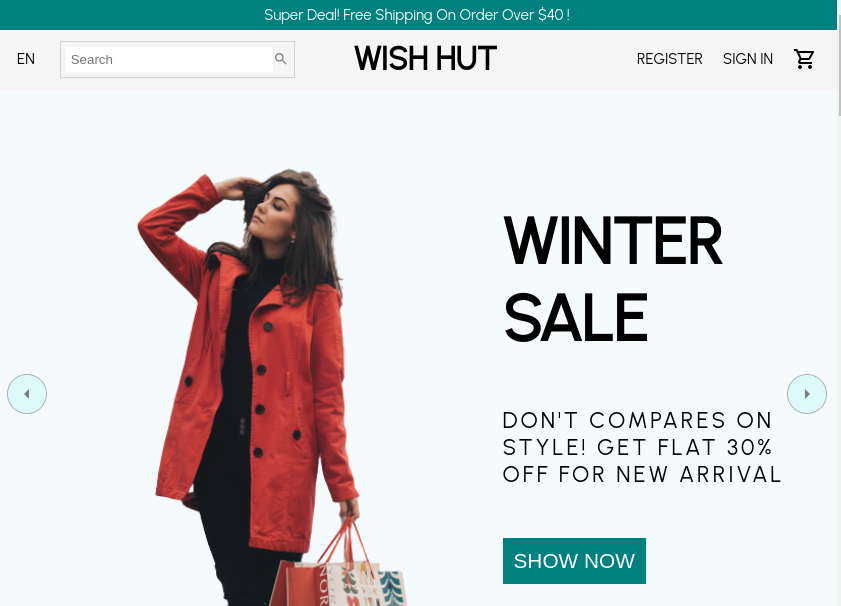 Super Deal! Free Shipping On Order Over $40 !
EN
Search
WISH HUT
REGISTER
SIGN IN
WINTER
SALE
DON'T COMPARES ON
STYLE! GET FLAT 30%
OFF FOR NEW ARRIVAL
SHOW NOW